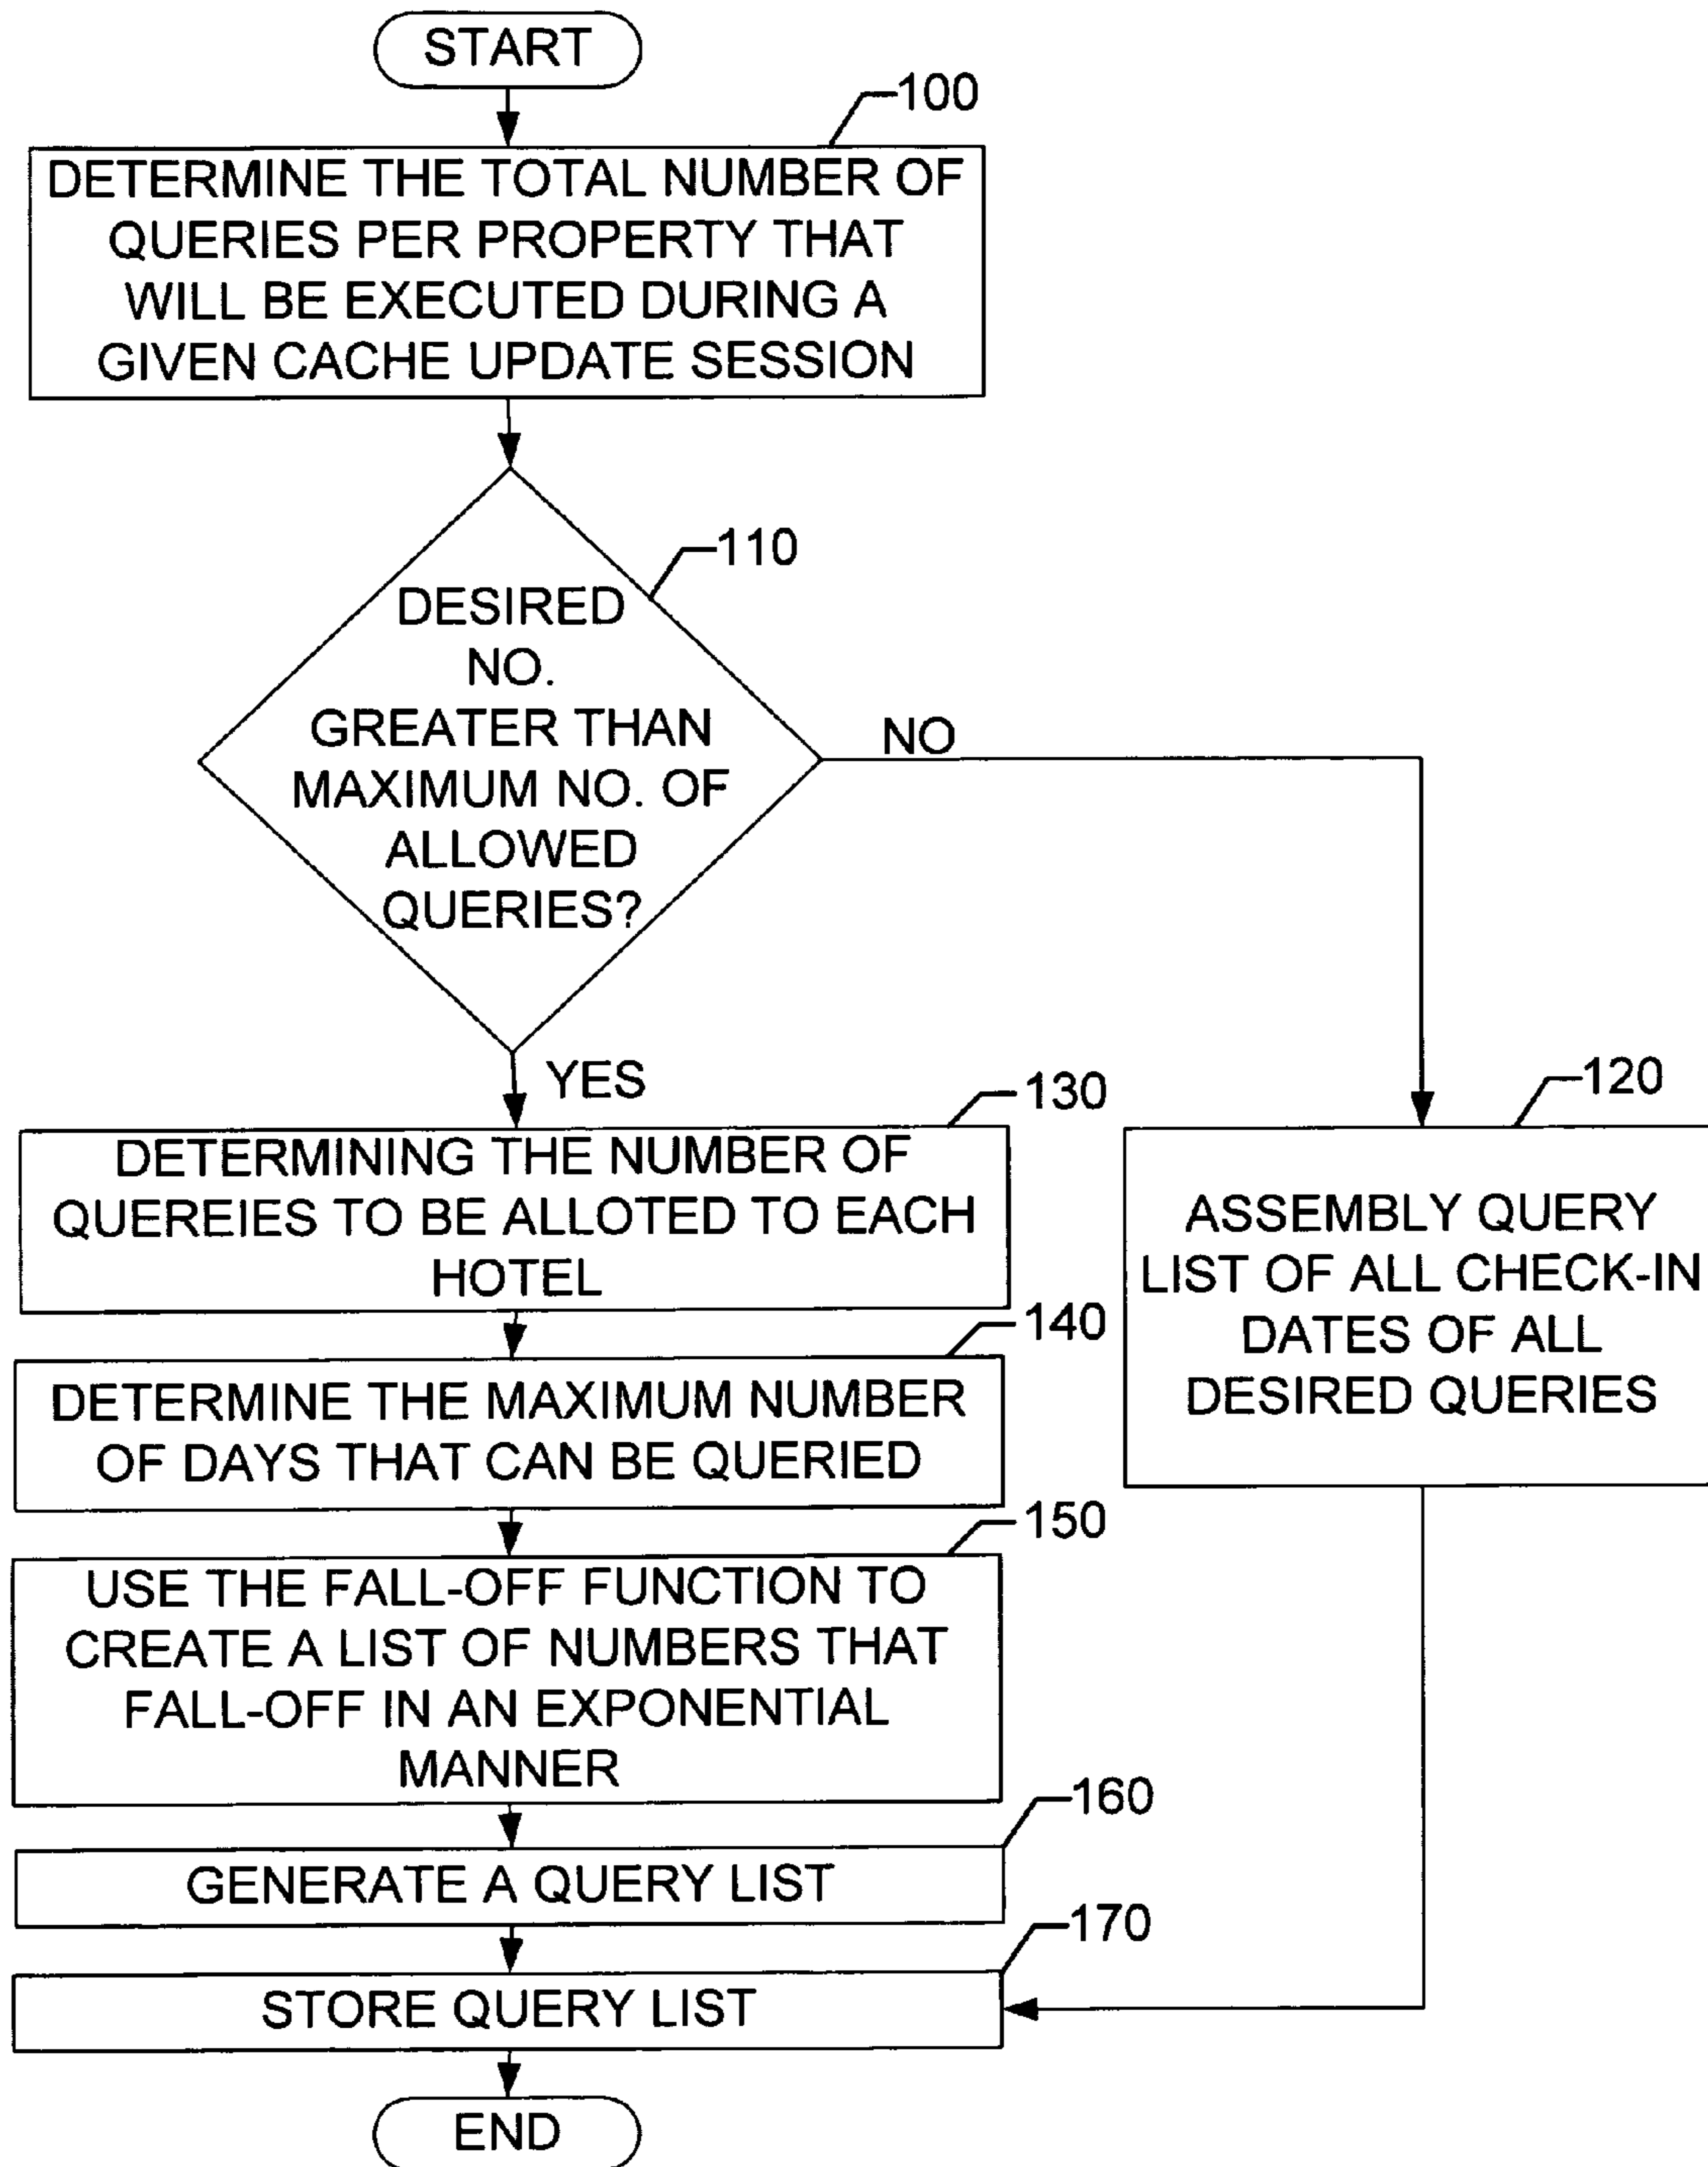 START
100
DETERMINE THE TOTAL NUMBER OF
QUERIES PER PROPERTY THAT
WILL BE EXECUTED DURING A
GIVEN CACHE UPDATE SESSION
110
DESIRED
NO.
GREATER THAN
MAXIMUM NO. OF
ALLOWED
QUERIES?
NO
YES
130
DETERMINING THE NUMBER OF
QUEREIES TO BE ALLOTED TO EACH
HOTEL
120
ASSEMBLY QUERY
LIST OF ALL CHECK-IN
DATES OF ALL
DESIRED QUERIES
140
DETERMINE THE MAXIMUM NUMBER
OF DAYS THAT CAN BE QUERIED
150
USE THE FALL-OFF FUNCTION TO
CREATE A LIST OF NUMBERS THAT
FALL-OFF IN AN EXPONENTIAL
MANNER
160
GENERATE A QUERY LIST
170
STORE QUERY LIST
END